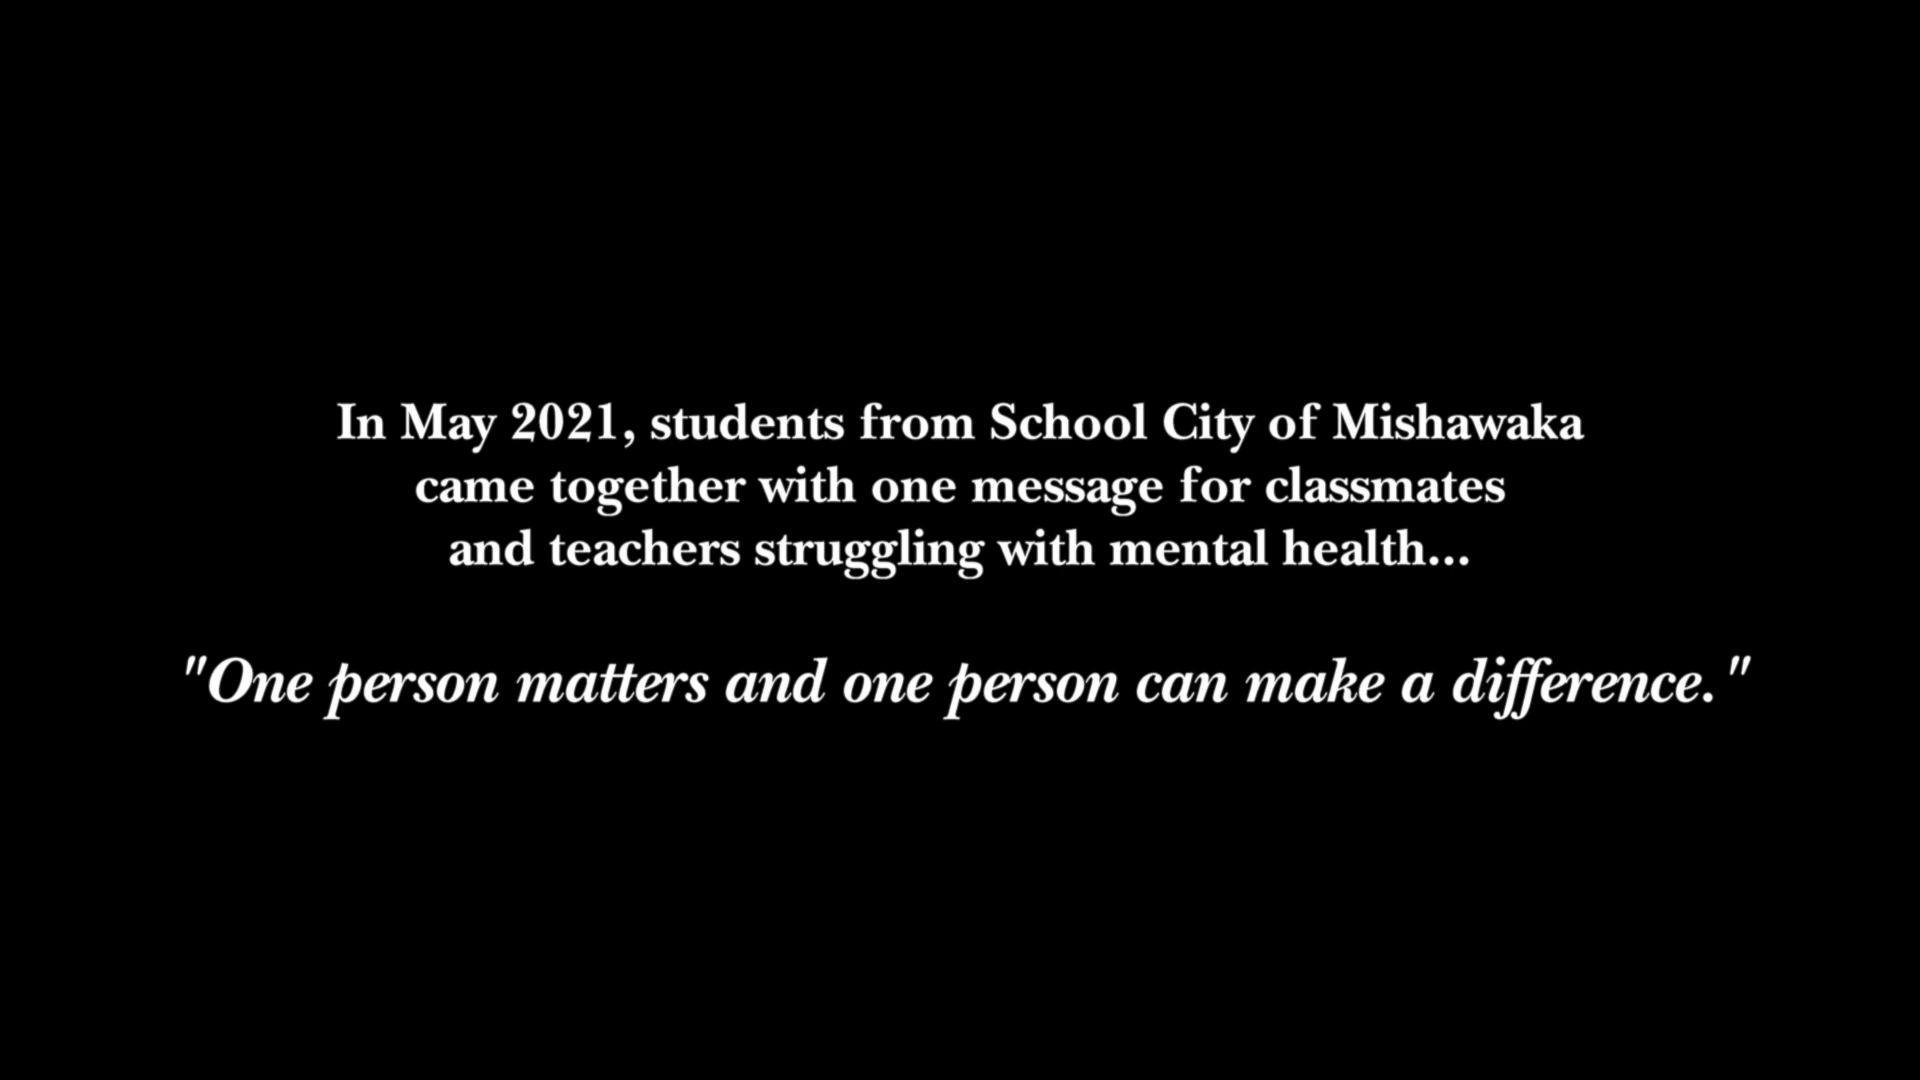 In May 2021, students from School City of Mishawaka
came together with one message for classmates
and teachers struggling with mental health...
"One person matters and one person can make a difference."